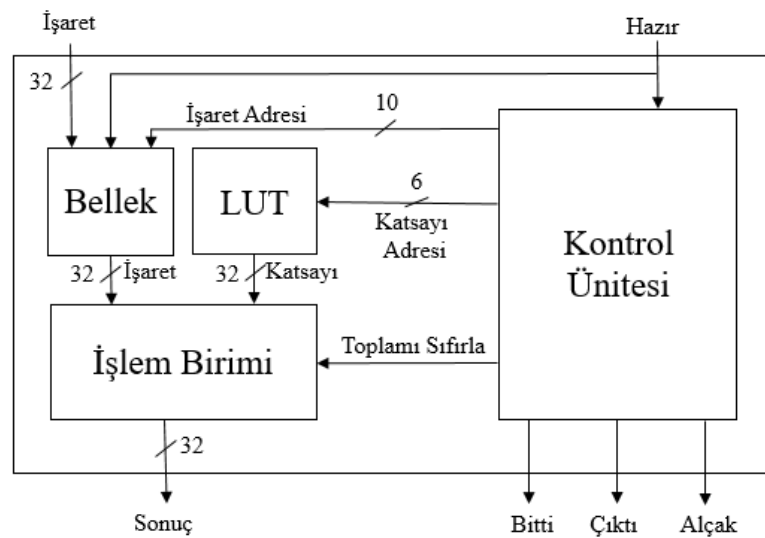 İşaret
Hazır
32
10
İşaret Adresi
Bellek
LUT
6
Katsayı
Adresi
Kontrol
Ünitesi
32
İşaret
32
Katsayı
İşlem Birimi
Toplamı Sıfırla
32
Sonuç
Bitti
Çıktı
Alçak